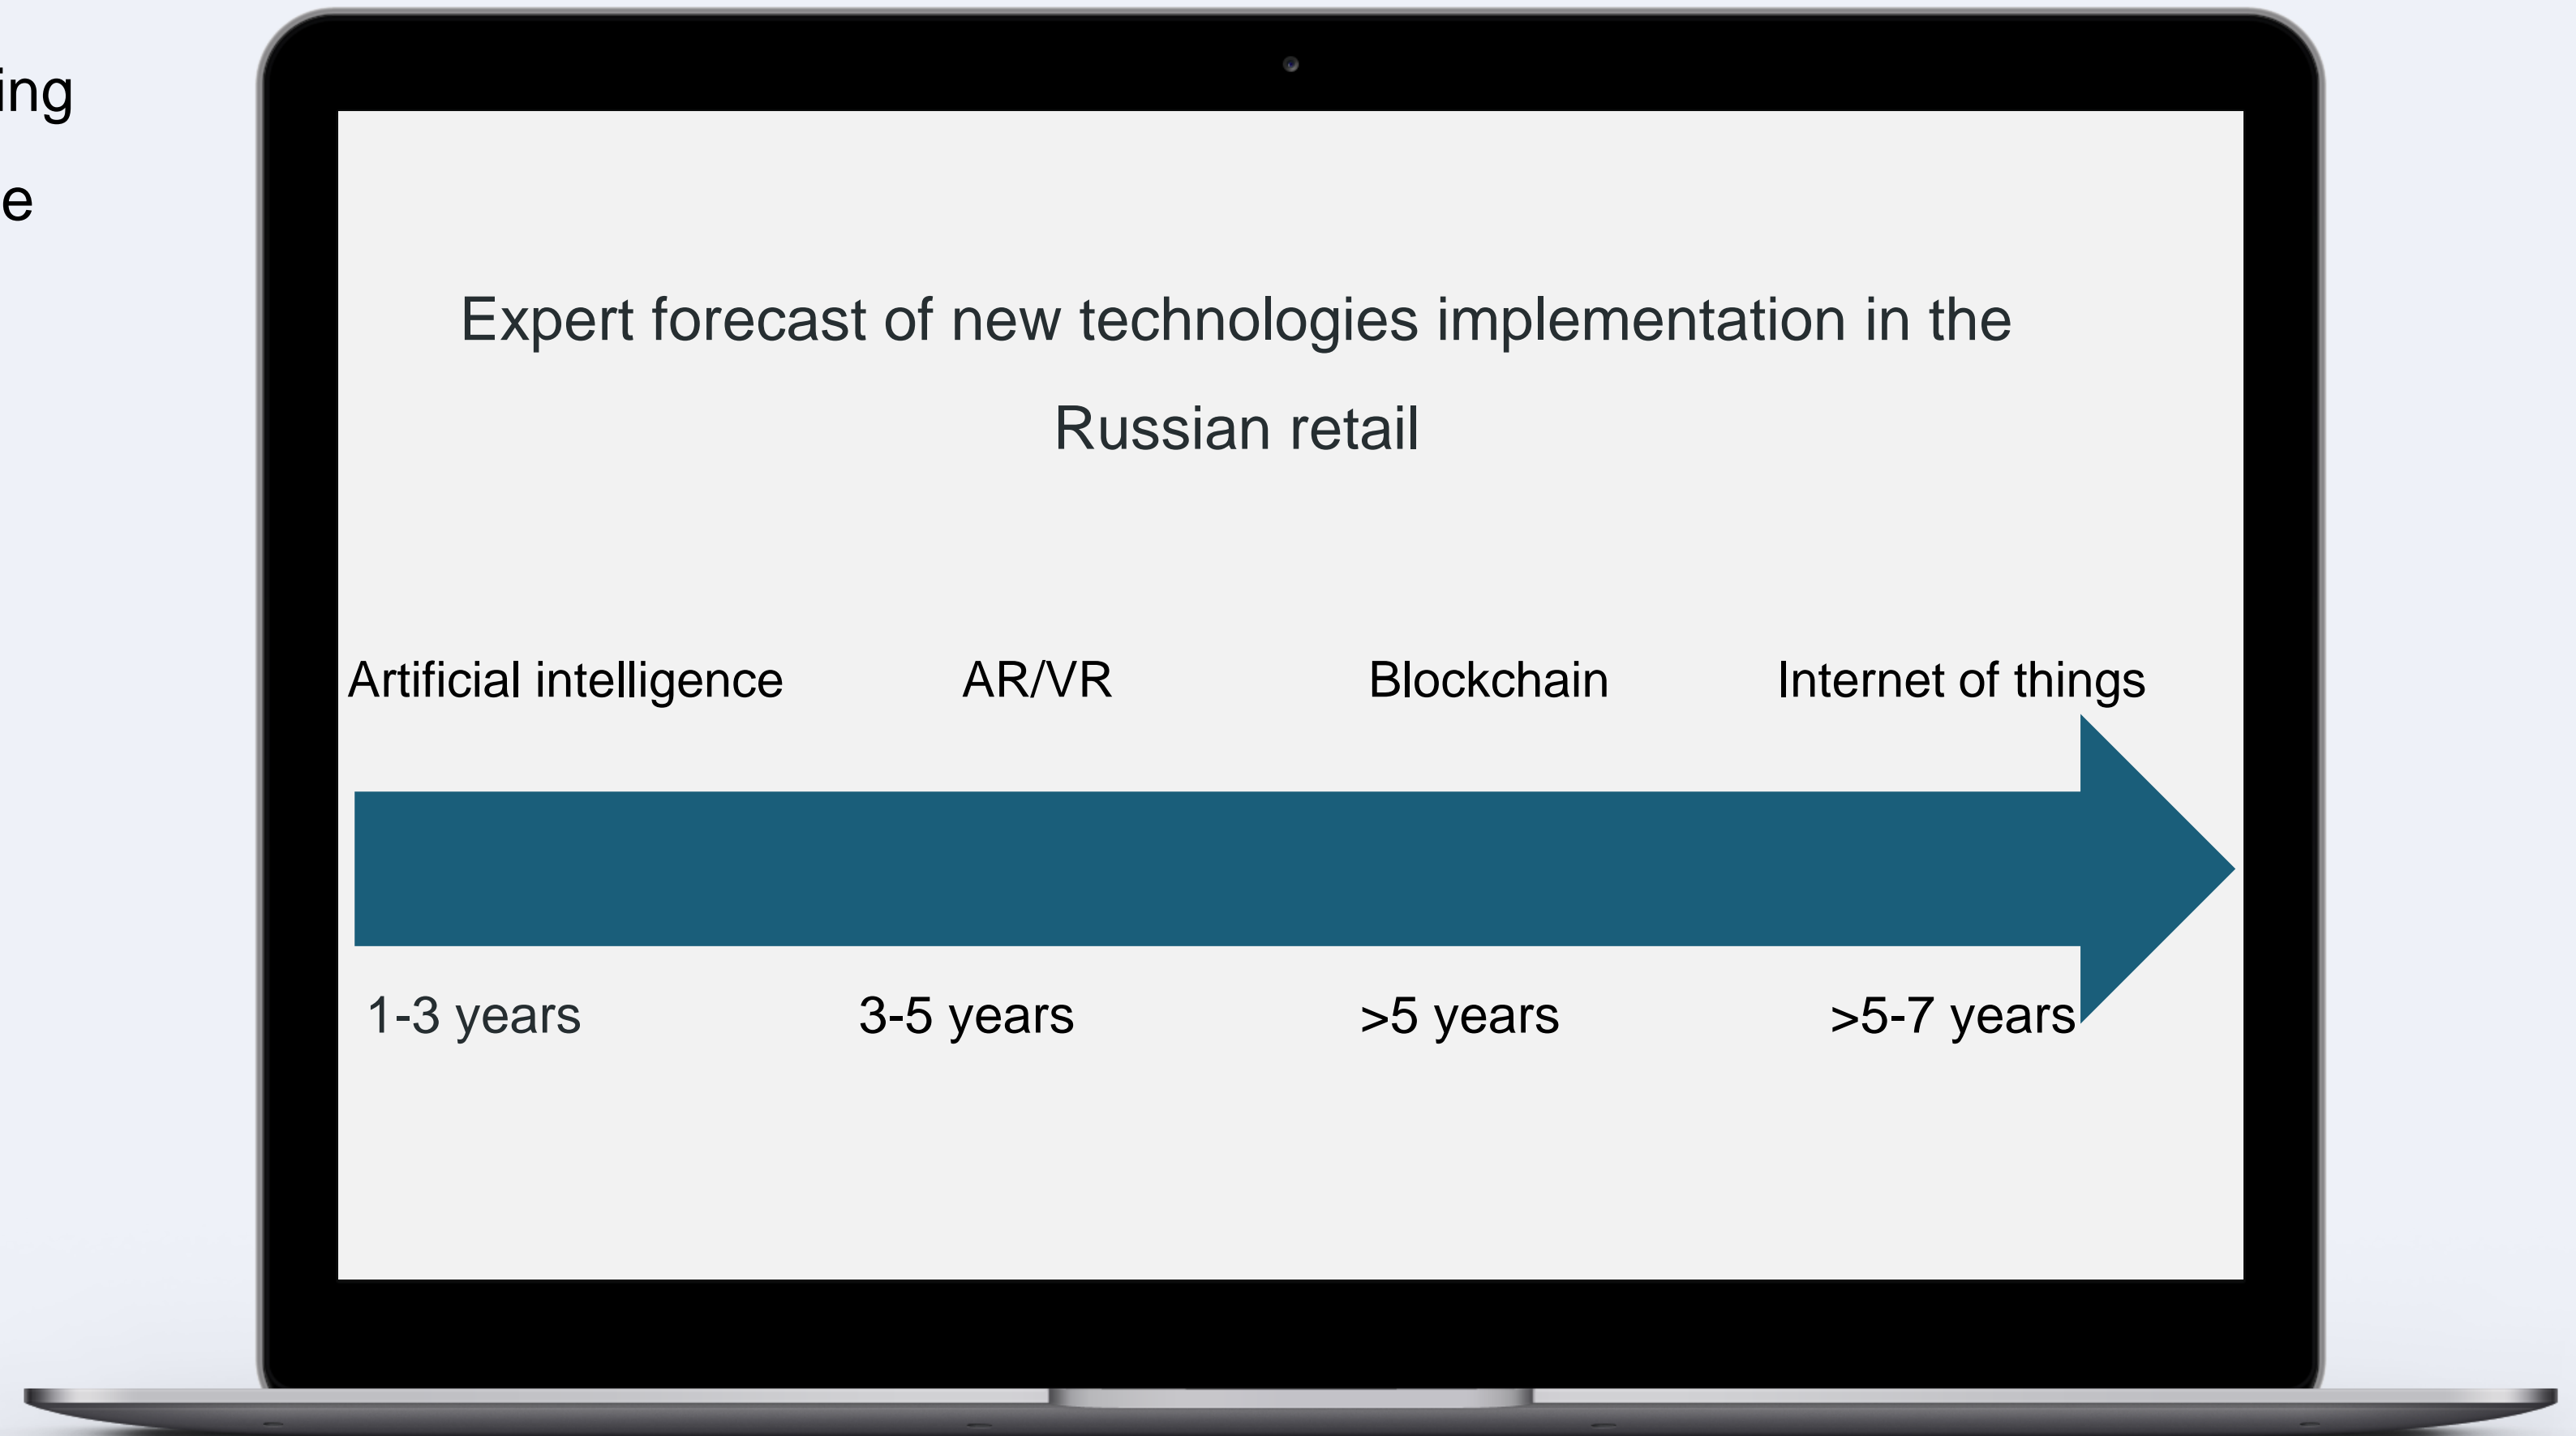 ing
e
Expert forecast of new technologies implementation in the
Russian retail
Artificial intelligence AR/VR Blockchain Internet of things
1-3 years 3-5 years >5 years >5-7 years